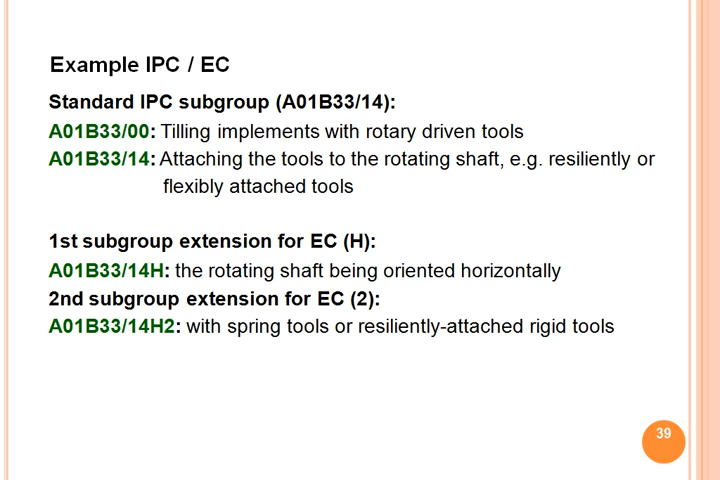 Example IPC / EC
Standard IPC subgroup (A01B33/14):
A01B33/00: Tilling implements with rotary driven tools
A01B33/14: Attaching the tools to the rotating shaft, e.g. resiliently or
flexibly attached tools
1st subgroup extension for EC (H):
A01B33/14H: the rotating shaft being oriented horizontally
2nd subgroup extension for EC (2):
A01B33/14H2: with spring tools or resiliently-attached rigid tools
39